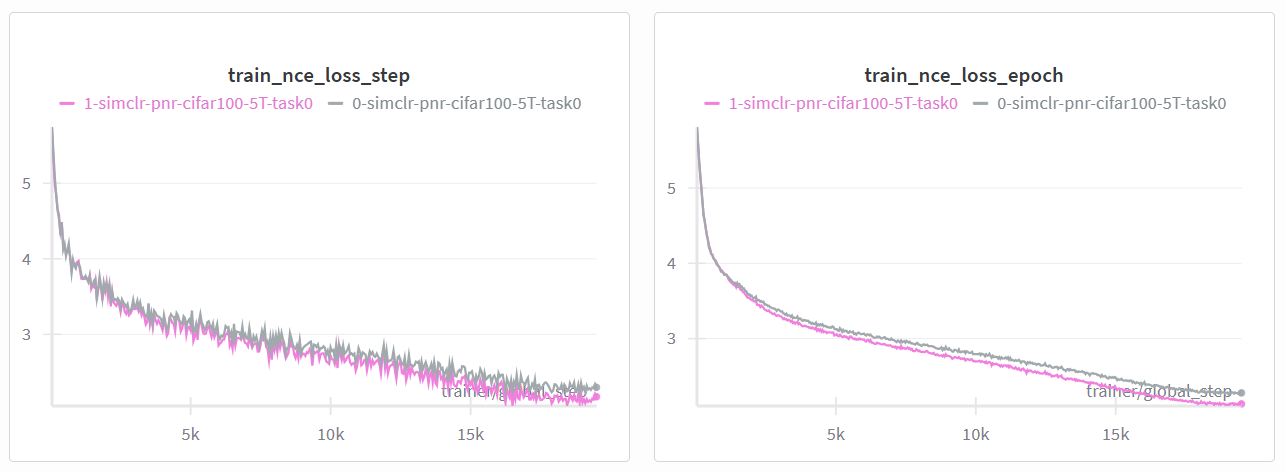 train_nce_loss_step
1-simclr-pnr-cifar100-5T-task0 0-simclr-pnr-cifar100-5T-task0
5
4
3
trainer/global_step
5k 10k 15k
train_nce_loss_epoch
1-simclr-pnr-cifar100-5T-task0 0-simclr-pnr-cifar100-5T-task0
5
4
3
trainer/global_step
5k 10k 15k